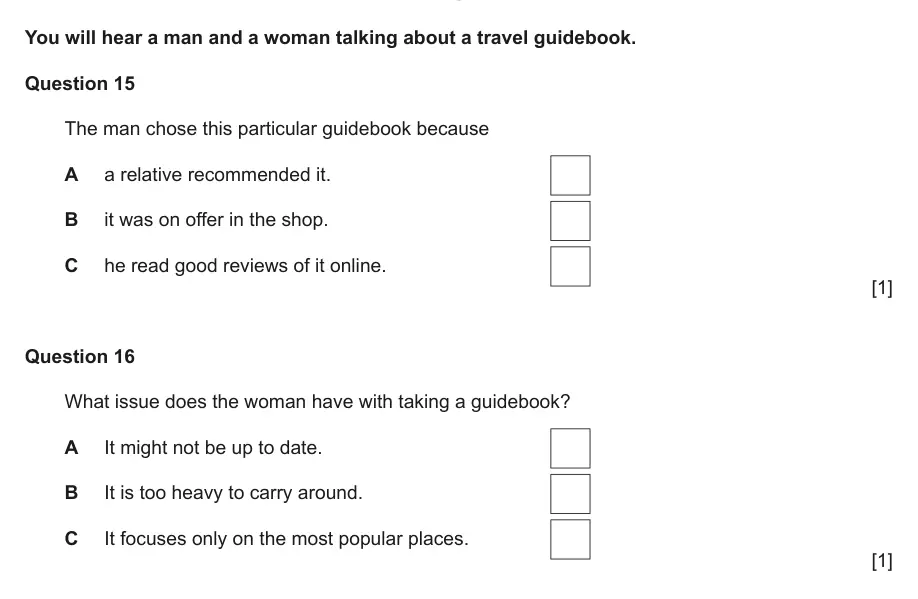 You will hear a man and a woman talking about a travel guidebook.
Question 15
The man chose this particular guidebook because
A a relative recommended it.
B it was on offer in the shop.
C he read good reviews of it online.
[1]
Question 16
What issue does the woman have with taking a guidebook?
A It might not be up to date.
B It is too heavy to carry around.
C It focuses only on the most popular places.
[1]